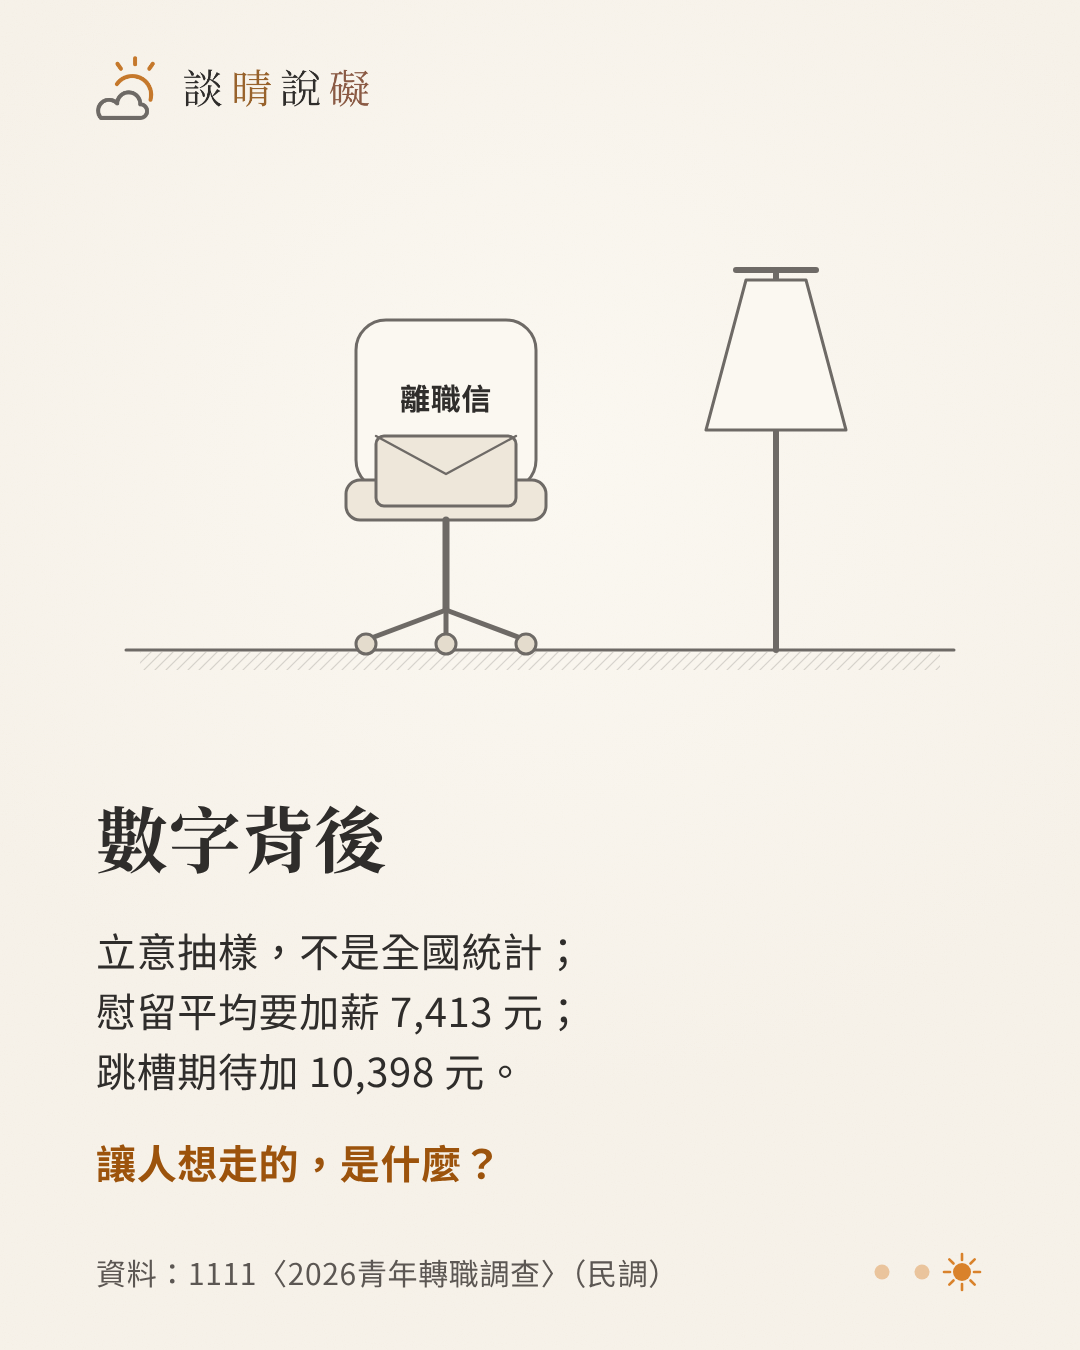 談晴說礙
離職信
數字背後
立意抽樣，不是全國統計；
慰留平均要加薪 7,413 元；
跳槽期待加 10,398 元。
讓人想走的，是什麼？
資料：1111〈2026青年轉職調查〉（民調）